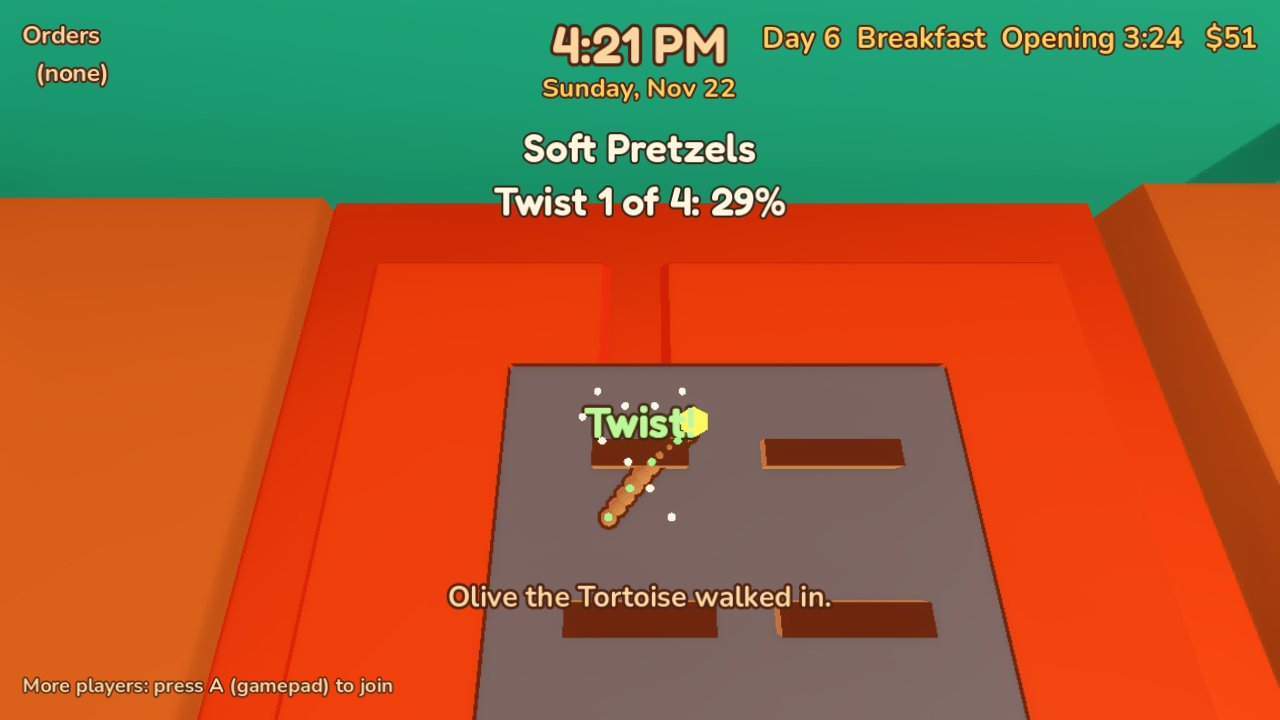 Orders
(none)
4:21 PM
Sunday, Nov 22
Day 6 Breakfast Opening 3:24 $51
Soft Pretzels
Twist 1 of 4: 29%
Twist!
Olive the Tortoise walked in.
More players: press A (gamepad) to join